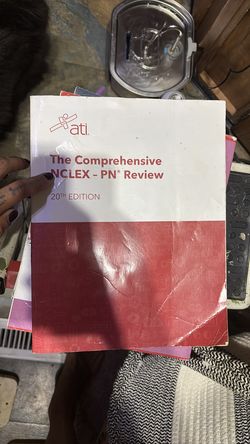 ati.
The Comprehensive
NCLEX - PN® Review
20TH EDITION